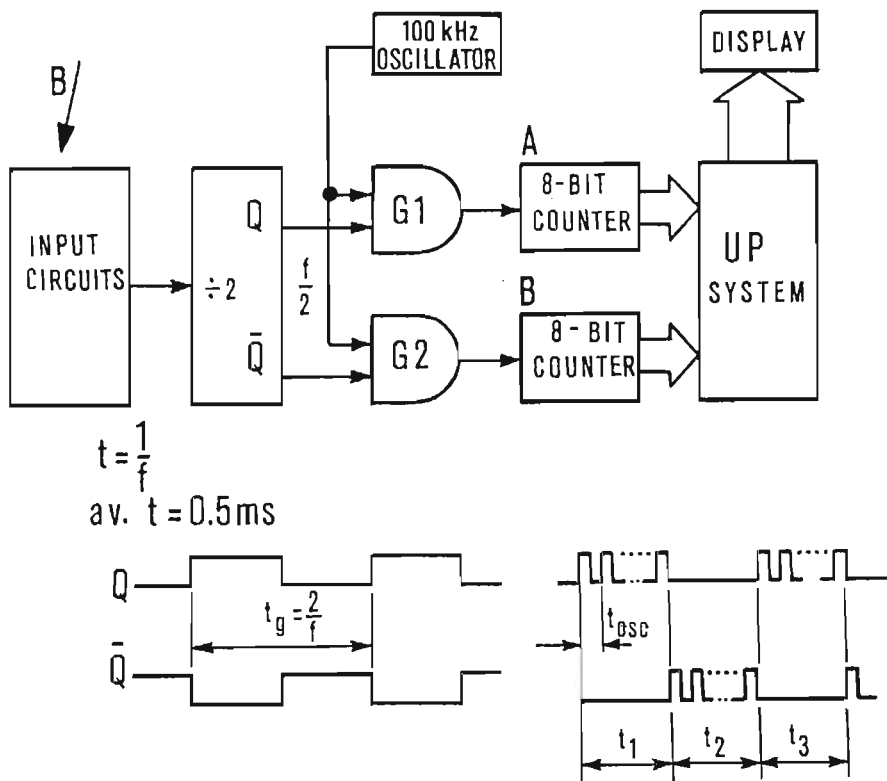 100 kHz
OSCILLATOR
DISPLAY
B
A
INPUT
CIRCUITS
÷2
Q
Q̄
f/2
G1
G2
8-BIT
COUNTER
B
8-BIT
COUNTER
UP
SYSTEM
t = 1/f
av. t = 0.5ms
Q
Q̄
t_g = 2/f
t_osc
t_1
t_2
t_3